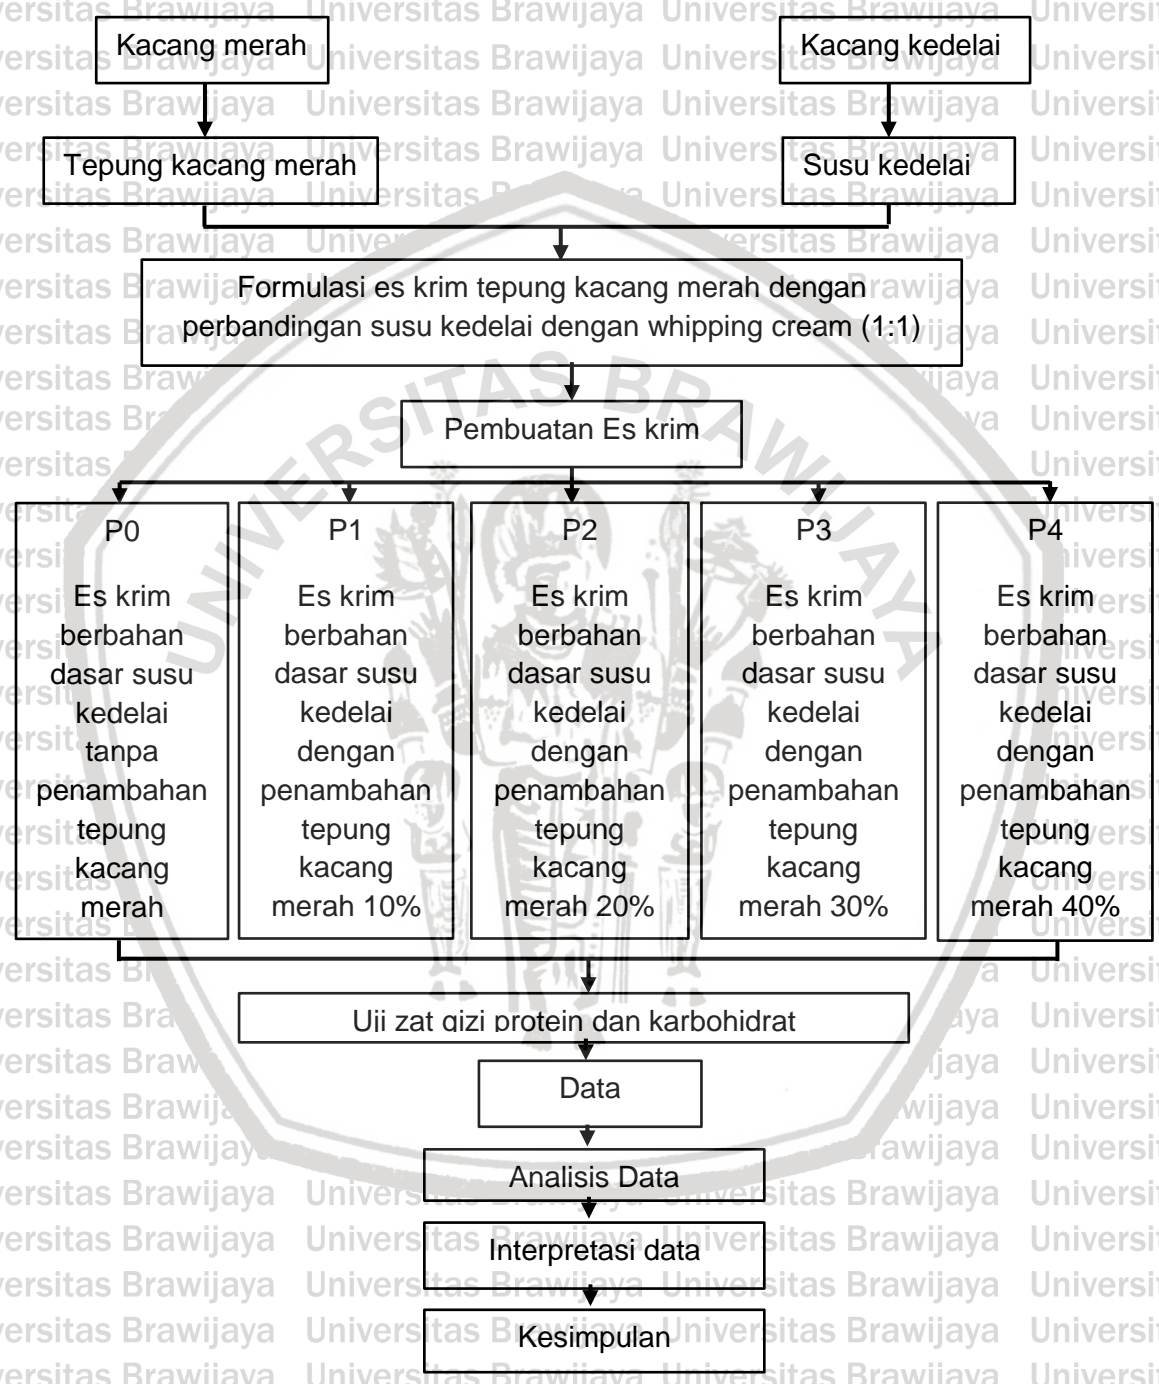 Kacang merah
Kacang kedelai
Tepung kacang merah
Susu kedelai
Formulasi es krim tepung kacang merah dengan
perbandingan susu kedelai dengan whipping cream (1:1)
Pembuatan Es krim
P0
Es krim
berbahan
dasar susu
kedelai
tanpa
penambahan
tepung
kacang
merah
P1
Es krim
berbahan
dasar susu
kedelai
dengan
penambahan
tepung
kacang
merah 10%
P2
Es krim
berbahan
dasar susu
kedelai
dengan
penambahan
tepung
kacang
merah 20%
P3
Es krim
berbahan
dasar susu
kedelai
dengan
penambahan
tepung
kacang
merah 30%
P4
Es krim
berbahan
dasar susu
kedelai
dengan
penambahan
tepung
kacang
merah 40%
Uji zat gizi protein dan karbohidrat
Data
Analisis Data
Interpretasi data
Kesimpulan
UNIVERSITAS BRAWIJAYA